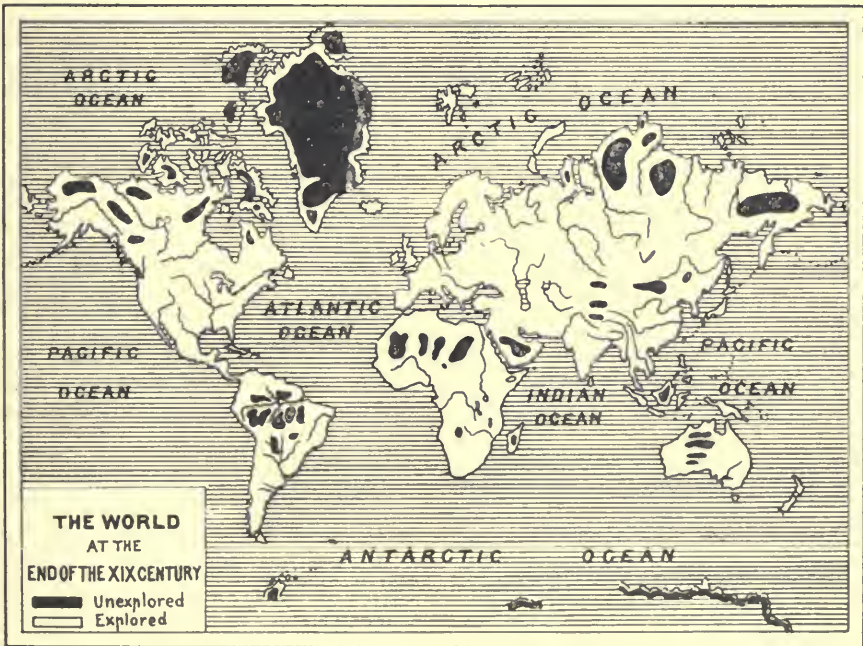 ARCTIC
OCEAN
ARCTIC OCEAN
ATLANTIC
OCEAN
PACIFIC
OCEAN
PACIFIC
OCEAN
INDIAN
OCEAN
ANTARCTIC OCEAN
THE WORLD
AT THE
END OF THE XIX CENTURY
Unexplored
Explored